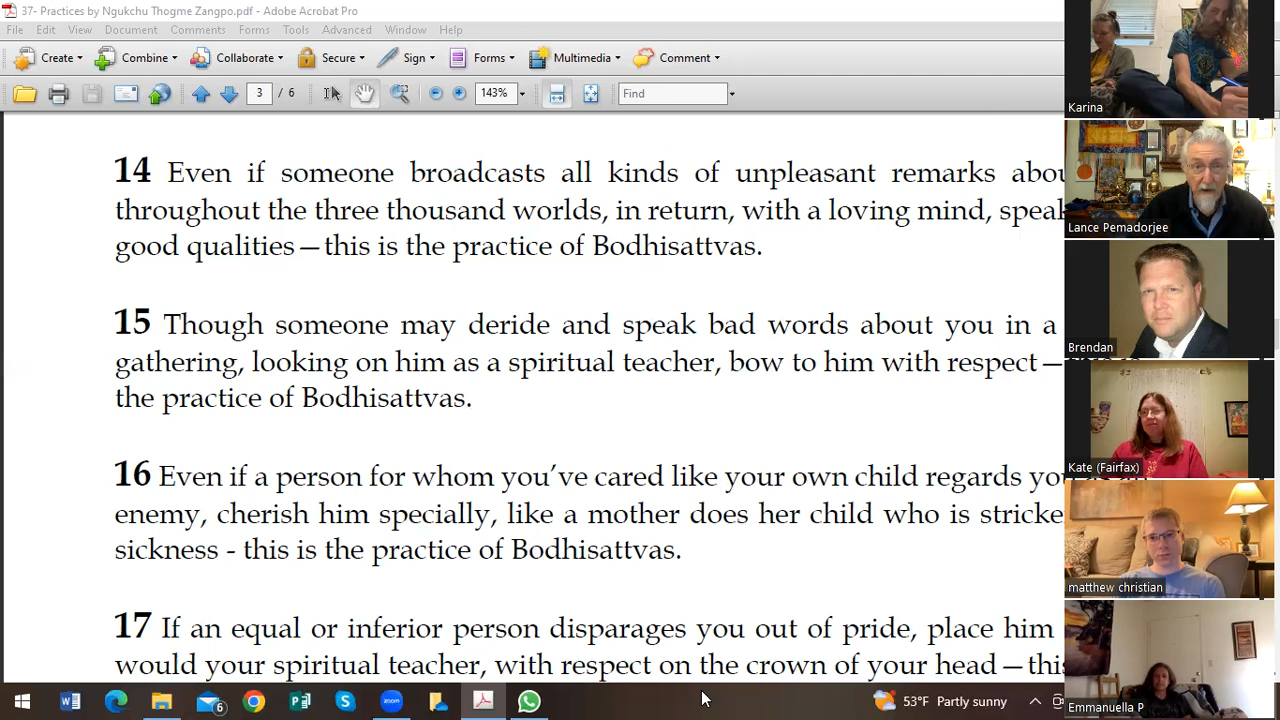 37- Practices by Ngukchu Thogme Zangpo.pdf - Adobe Acrobat Pro
File Edit View Document Comments Forms Tools Advanced Window Help
Create Combine Collaborate Secure Sign Forms Multimedia Comment
3 / 6 143% Find
14 Even if someone broadcasts all kinds of unpleasant remarks
throughout the three thousand worlds, in return, with a loving mind,
good qualities—this is the practice of Bodhisattvas.
15 Though someone may deride and speak bad words about you in a
gathering, looking on him as a spiritual teacher, bow to him with respect—
the practice of Bodhisattvas.
16 Even if a person for whom you've cared like your own child regards
enemy, cherish him specially, like a mother does her child who is
sickness - this is the practice of Bodhisattvas.
17 If an equal or inferior person disparages you out of pride, place him
would your spiritual teacher, with respect on the crown of your head—
Karina
Lance Pemadorjee
Brendan
Kate (Fairfax)
matthew christian
Emmanuella P
6
zoom
53°F Partly sunny